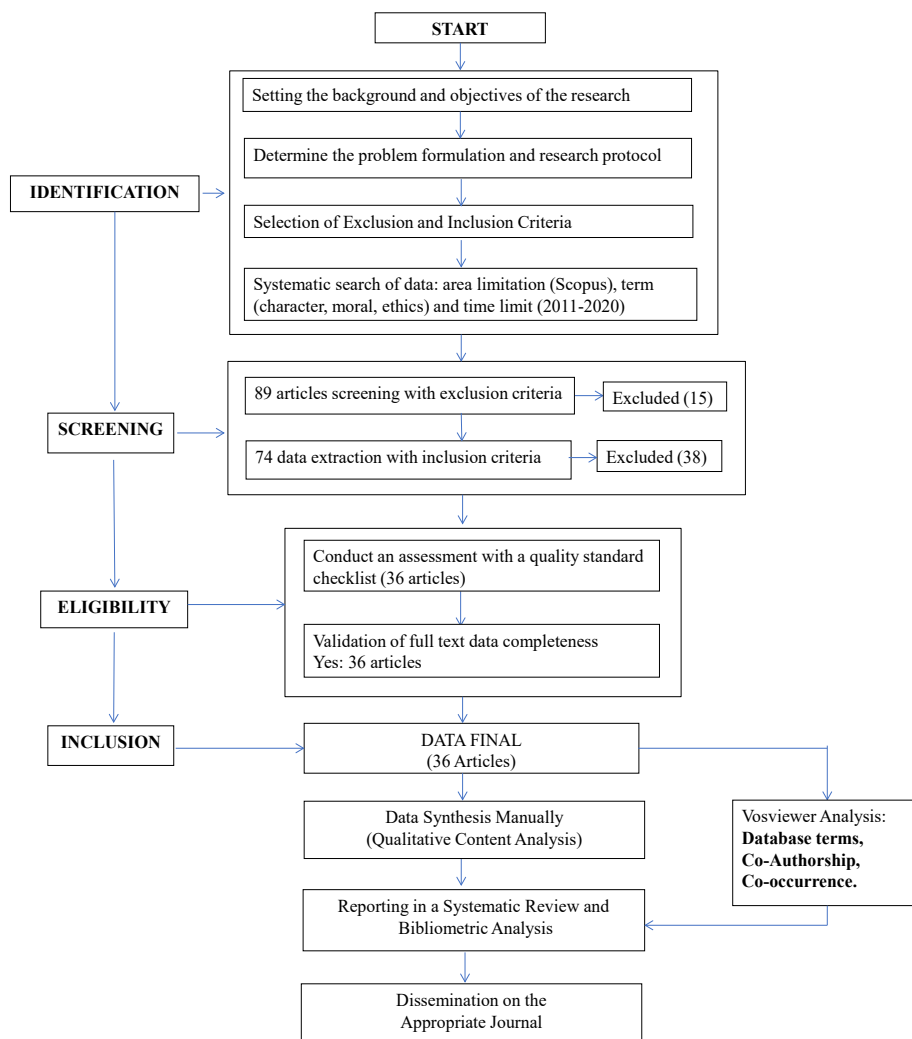 START
Setting the background and objectives of the research
Determine the problem formulation and research protocol
IDENTIFICATION
Selection of Exclusion and Inclusion Criteria
Systematic search of data: area limitation (Scopus), term
(character, moral, ethics) and time limit (2011-2020)
89 articles screening with exclusion criteria
Excluded (15)
SCREENING
74 data extraction with inclusion criteria
Excluded (38)
Conduct an assessment with a quality standard
checklist (36 articles)
ELIGIBILITY
Validation of full text data completeness
Yes: 36 articles
INCLUSION
DATA FINAL
(36 Articles)
Data Synthesis Manually
(Qualitative Content Analysis)
Vosviewer Analysis:
Database terms,
Co-Authorship,
Co-occurrence.
Reporting in a Systematic Review and
Bibliometric Analysis
Dissemination on the
Appropriate Journal